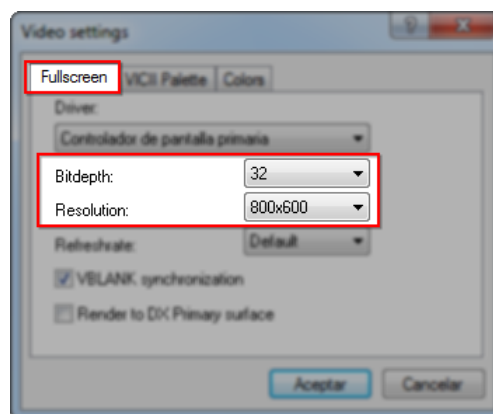 Video settings
Fullscreen VICII Palette Colors
Driver:
Controlador de pantalla primaria
Bitdepth: 32
Resolution: 800x600
Refreshrate: Default
VBLANK synchronization
Render to DX Primary surface
Aceptar Cancelar